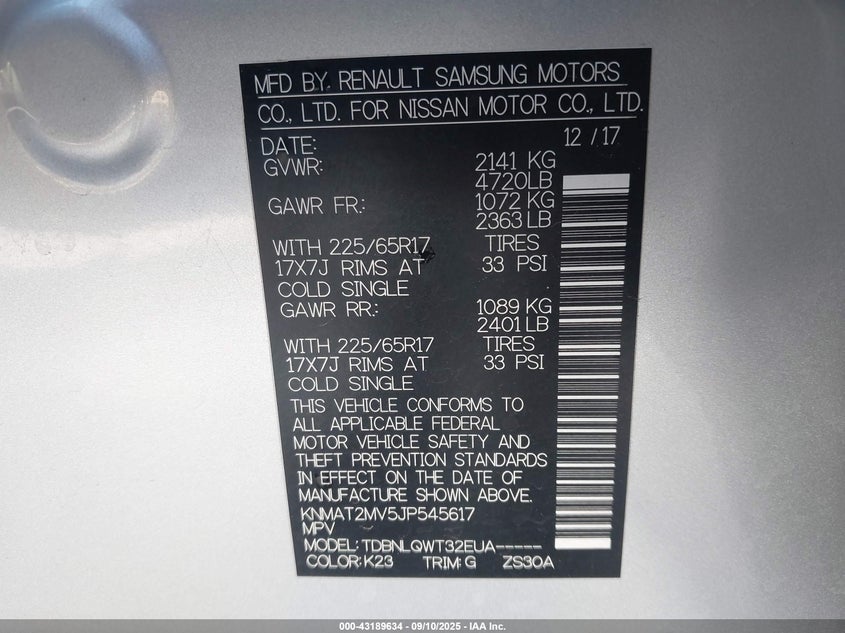 MFD BY RENAULT SAMSUNG MOTORS
CO., LTD. FOR NISSAN MOTOR CO., LTD.
DATE: 12 / 17
GVWR: 2141 KG
4720LB
GAWR FR.: 1072 KG
2363 LB
WITH 225/65R17 TIRES
17X7J RIMS AT 33 PSI
COLD SINGLE
GAWR RR.: 1089 KG
2401 LB
WITH 225/65R17 TIRES
17X7J RIMS AT 33 PSI
COLD SINGLE
THIS VEHICLE CONFORMS TO
ALL APPLICABLE FEDERAL
MOTOR VEHICLE SAFETY AND
THEFT PREVENTION STANDARDS
IN EFFECT ON THE DATE OF
MANUFACTURE SHOWN ABOVE.
KNMAT2MV5JP545617
MPV
MODEL: TDBNLQWT32EUA-----
COLOR: K23 TRIM: G ZS30A
000-43189634 - 09/10/2025 - IAA Inc.